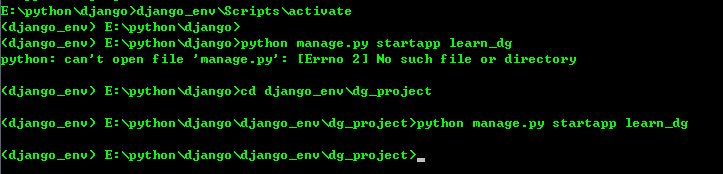 E:\python\django>django_env\Scripts\activate
(django_env) E:\python\django>
(django_env) E:\python\django>python manage.py startapp learn_dg
python: can't open file 'manage.py': [Errno 2] No such file or directory
(django_env) E:\python\django>cd django_env\dg_project
(django_env) E:\python\django\django_env\dg_project>python manage.py startapp learn_dg
(django_env) E:\python\django\django_env\dg_project>